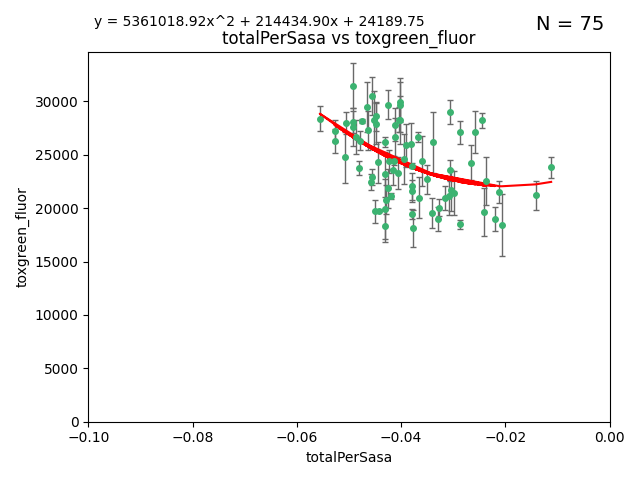 y = 5361018.92x^2 + 214434.90x + 24189.75
N = 75
totalPerSasa vs toxgreen_fluor
30000
25000
20000
15000
10000
5000
0
toxgreen_fluor
−0.10
−0.08
−0.06
−0.04
−0.02
0.00
totalPerSasa